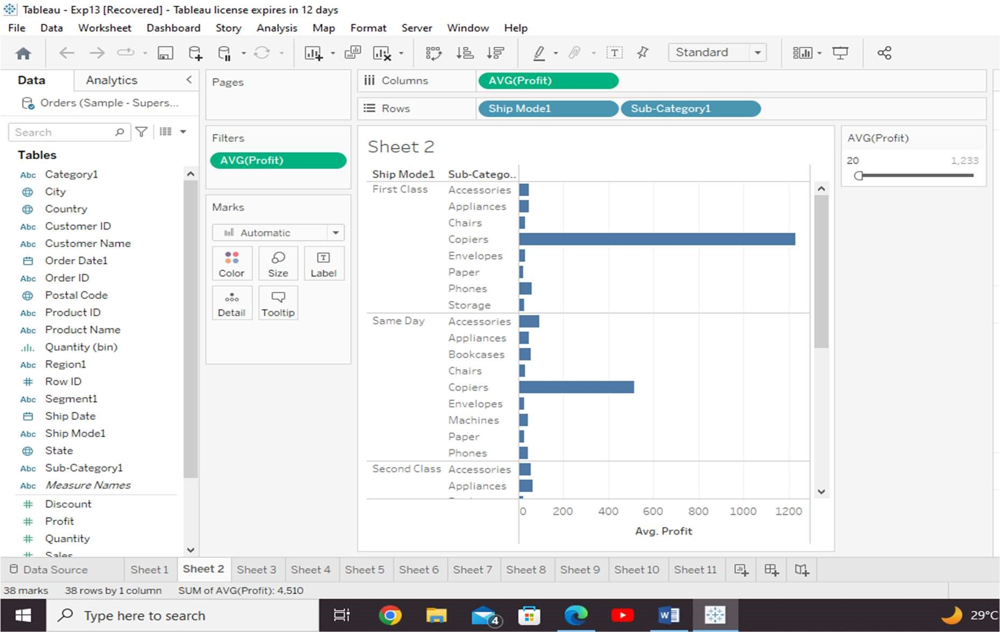 Tableau - Exp13 [Recovered] - Tableau license expires in 12 days
File Data Worksheet Dashboard Story Analysis Map Format Server Window Help
Standard
Data Analytics
Orders (Sample - Supers...
Search
Tables
Abc Category1
City
Country
Abc Customer ID
Abc Customer Name
Order Date1
Abc Order ID
Postal Code
Abc Product ID
Abc Product Name
Quantity (bin)
Abc Region1
# Row ID
Abc Segment1
Ship Date
Abc Ship Mode1
State
Abc Sub-Category1
Abc Measure Names
# Discount
# Profit
# Quantity
# Sales
Pages
Filters
AVG(Profit)
Marks
Automatic
Color Size Label
Detail Tooltip
Columns AVG(Profit)
Rows Ship Mode1 Sub-Category1
Sheet 2
Ship Mode1 Sub-Catego..
First Class Accessories
Appliances
Chairs
Copiers
Envelopes
Paper
Phones
Storage
Same Day Accessories
Appliances
Bookcases
Chairs
Copiers
Envelopes
Machines
Paper
Phones
Second Class Accessories
Appliances
0 200 400 600 800 1000 1200
Avg. Profit
AVG(Profit)
20 1,233
Data Source Sheet 1 Sheet 2 Sheet 3 Sheet 4 Sheet 5 Sheet 6 Sheet 7 Sheet 8 Sheet 9 Sheet 10 Sheet 11
38 marks 38 rows by 1 column SUM of AVG(Profit): 4,510
Type here to search
4
29°C